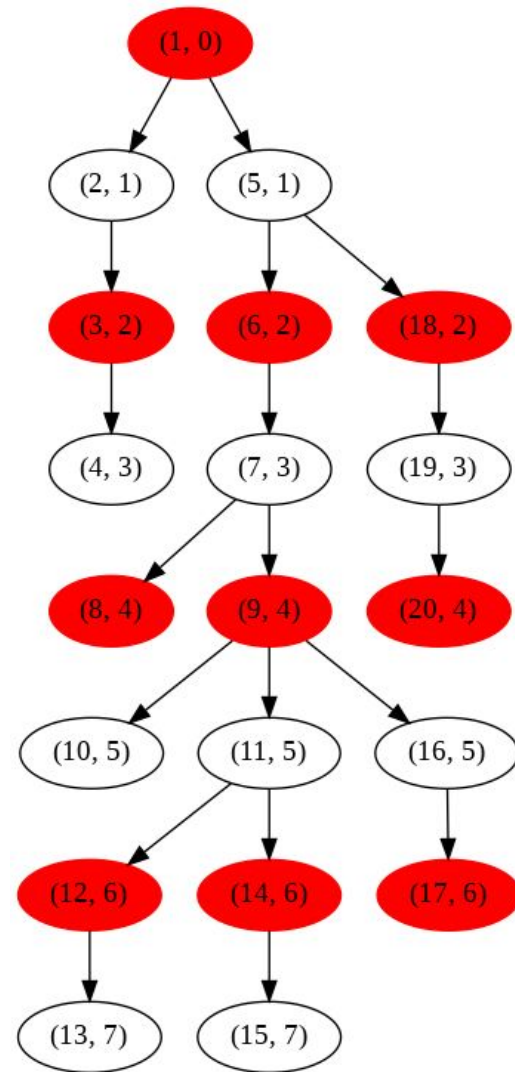 (1, 0)
(2, 1) (5, 1)
(3, 2) (6, 2) (18, 2)
(4, 3) (7, 3) (19, 3)
(8, 4) (9, 4) (20, 4)
(10, 5) (11, 5) (16, 5)
(12, 6) (14, 6) (17, 6)
(13, 7) (15, 7)